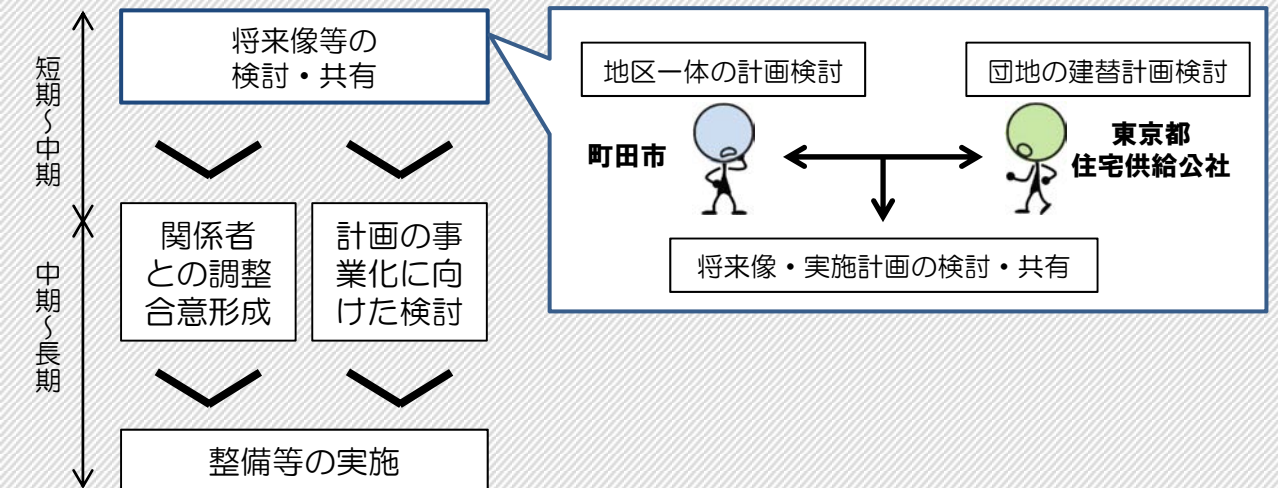 短期～中期
将来像等の
検討・共有
地区一体の計画検討
団地の建替計画検討
町田市
東京都
住宅供給公社
将来像・実施計画の検討・共有
中期～長期
関係者
との調整
合意形成
計画の事
業化に向
けた検討
整備等の実施